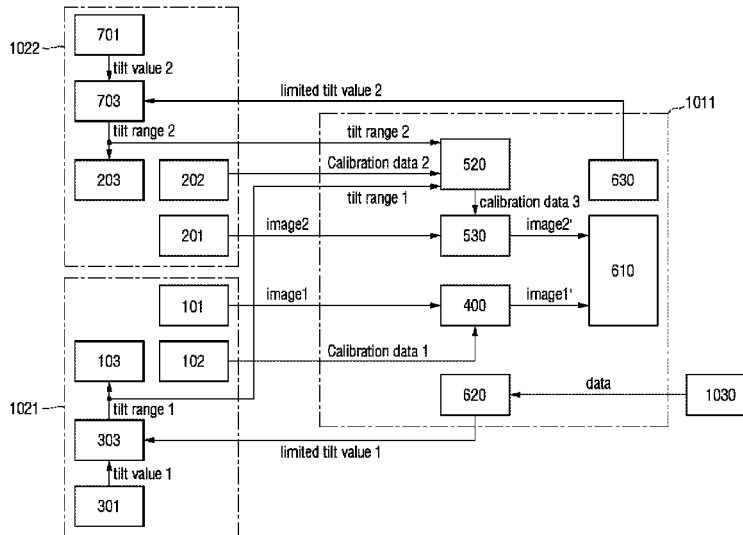 1022
701
tilt value 2
703
limited tilt value 2
1011
tilt range 2
tilt range 2
203
202
Calibration data 2
tilt range 1
520
630
calibration data 3
201
image2
530
image2'
610
101
image1
400
image1'
103
102
Calibration data 1
1021
tilt range 1
620
data
1030
303
limited tilt value 1
tilt value 1
301